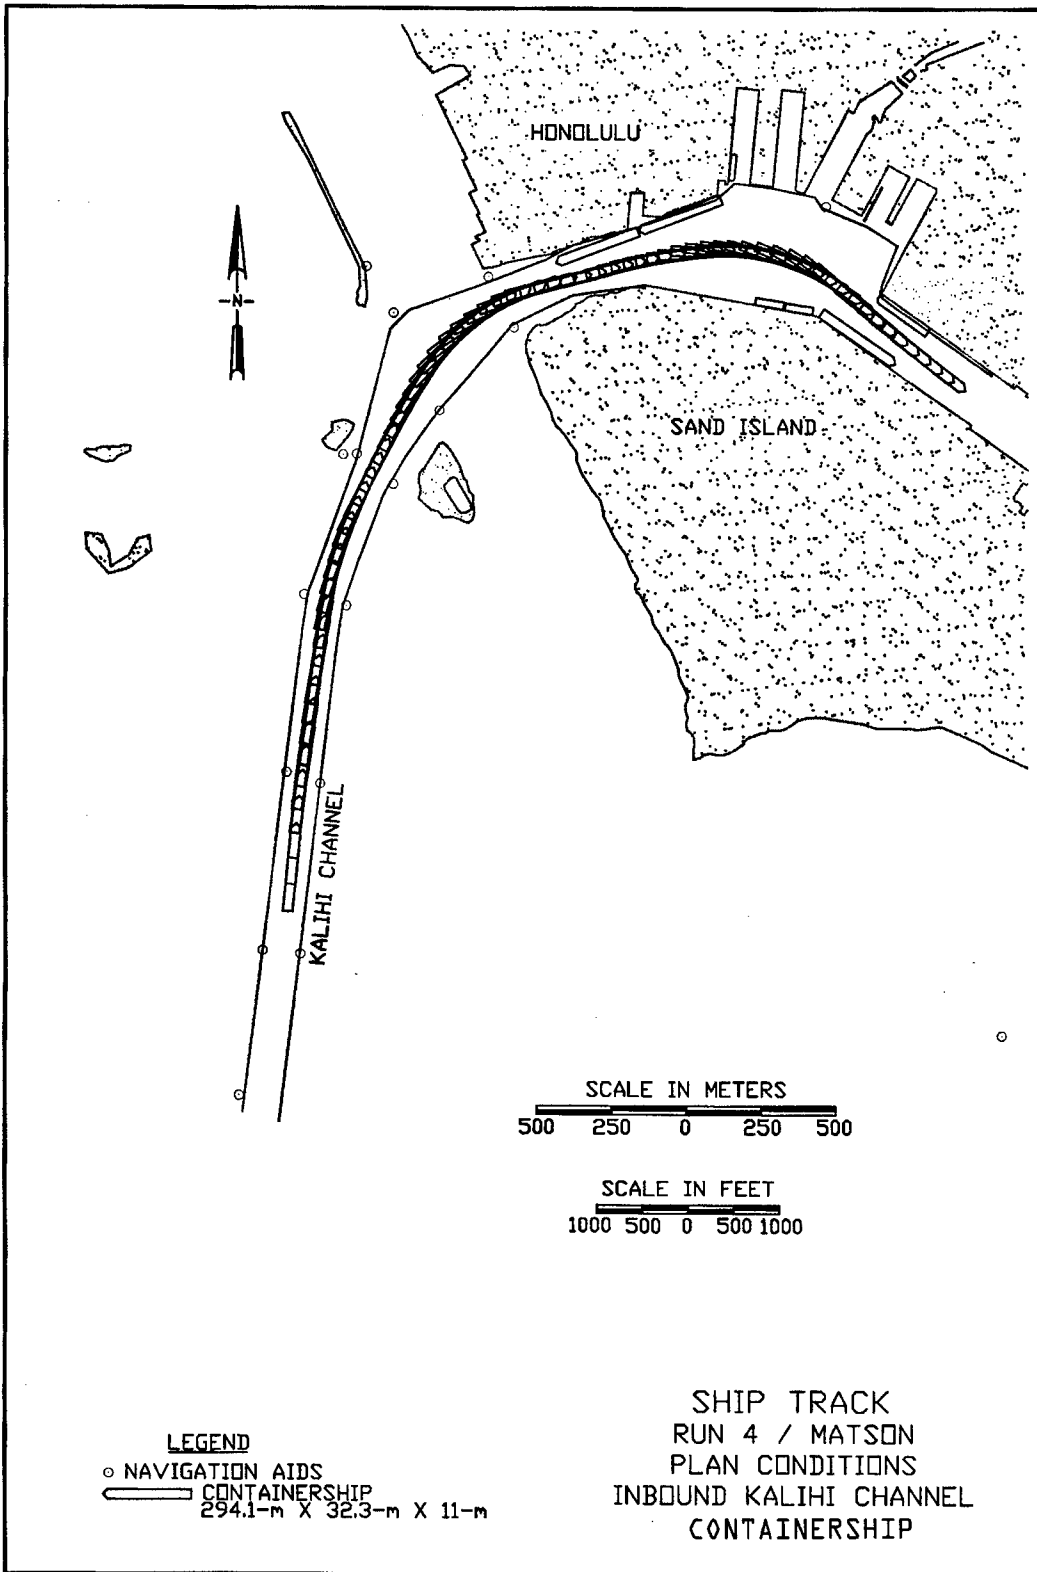 HONOLULU
-N-
SAND ISLAND
KALIHI CHANNEL
SCALE IN METERS
500 250 0 250 500
SCALE IN FEET
1000 500 0 500 1000
LEGEND
NAVIGATION AIDS
CONTAINERSHIP
294.1-m X 32.3-m X 11-m
SHIP TRACK
RUN 4 / MATSON
PLAN CONDITIONS
INBOUND KALIHI CHANNEL
CONTAINERSHIP